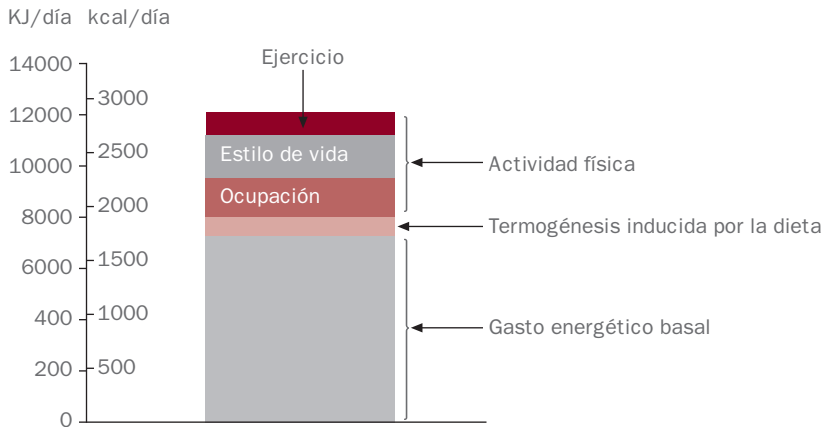 KJ/día kcal/día
Ejercicio
14000
3000
12000
Estilo de vida
2500
10000
Actividad física
Ocupación
2000
8000
Termogénesis inducida por la dieta
1500
6000
1000
400
Gasto energético basal
500
200
0